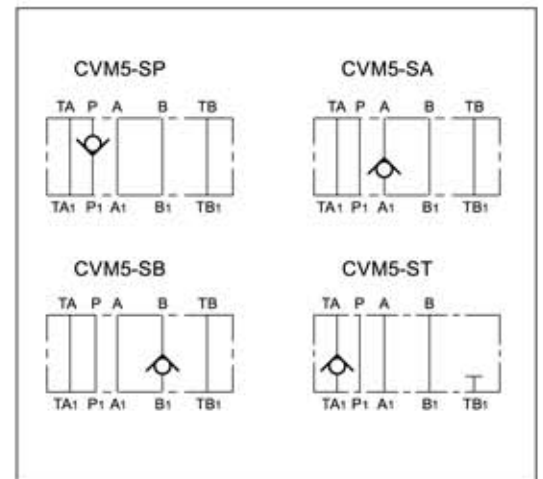 CVM5-SP CVM5-SA
TA P A B TB TA P A B TB
TA1 P1 A1 B1 TB1 TA1 P1 A1 B1 TB1
CVM5-SB CVM5-ST
TA P A B TB TA P A B TB
TA1 P1 A1 B1 TB1 TA1 P1 A1 B1 TB1